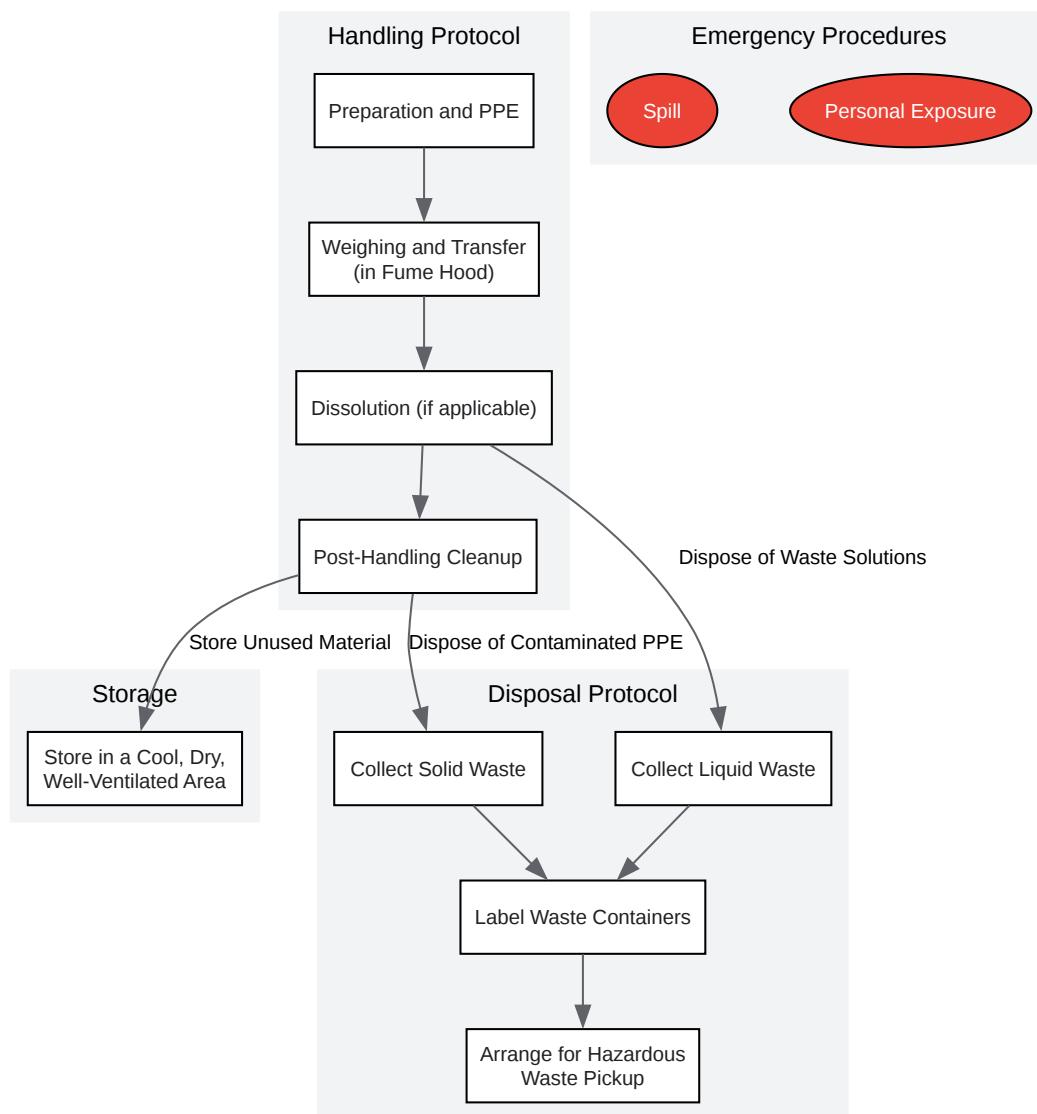 Handling Protocol
Emergency Procedures
Preparation and PPE
Spill
Personal Exposure
Weighing and Transfer
(in Fume Hood)
Dissolution (if applicable)
Post-Handling Cleanup
Dispose of Waste Solutions
Store Unused Material
Dispose of Contaminated PPE
Storage
Disposal Protocol
Store in a Cool, Dry,
Well-Ventilated Area
Collect Solid Waste
Collect Liquid Waste
Label Waste Containers
Arrange for Hazardous
Waste Pickup